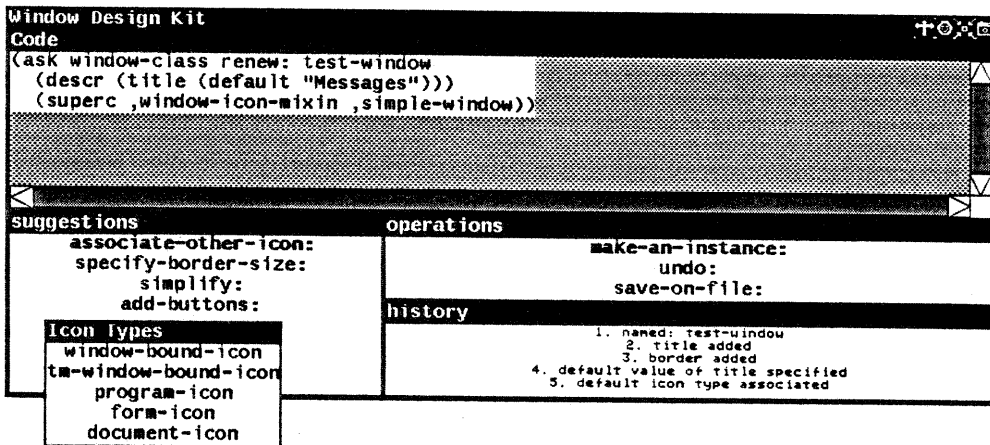 Window Design Kit
Code
(ask window-class renew: test-window
(descr (title (default "Messages")))
(superc ,window-icon-mixin ,simple-window))
suggestions
associate-other-icon:
specify-border-size:
simplify:
add-buttons:
Icon Types
window-bound-icon
tm-window-bound-icon
program-icon
form-icon
document-icon
operations
make-an-instance:
undo:
save-on-file:
history
1. named: test-window
2. title added
3. border added
4. default value of title specified
5. default icon type associated